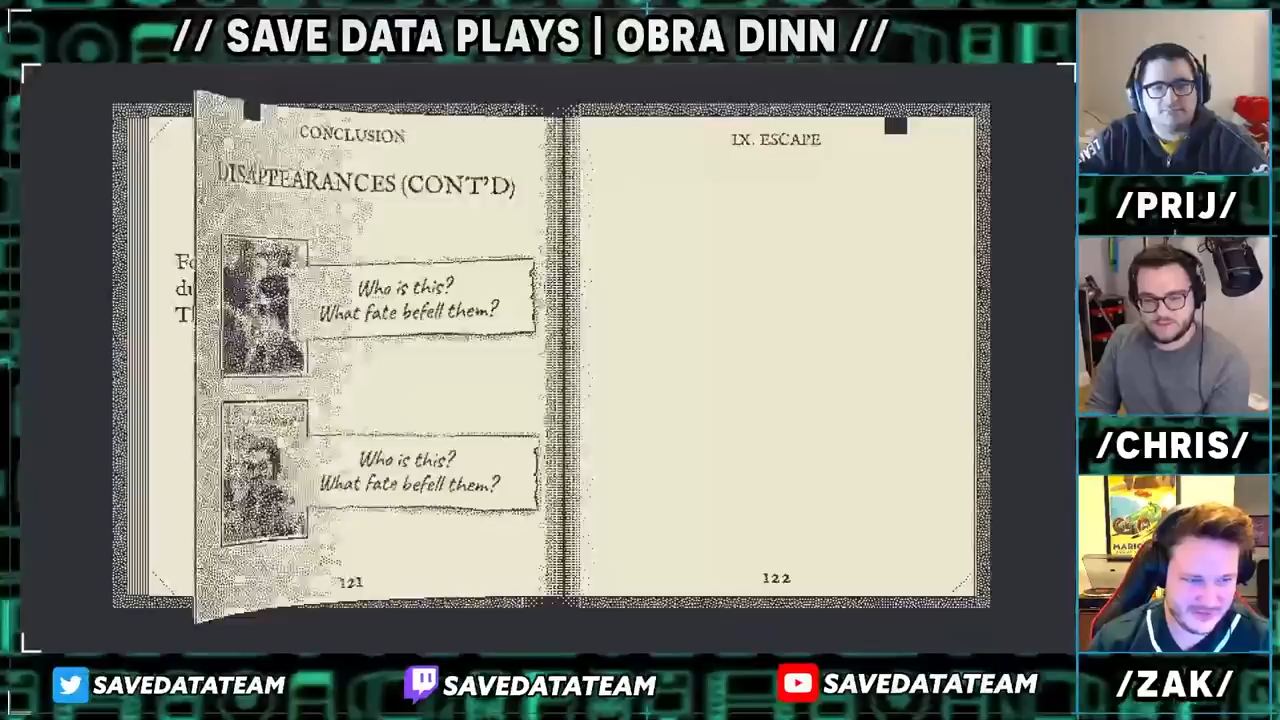 // SAVE DATA PLAYS | OBRA DINN //
CONCLUSION
DISAPPEARANCES (CONT'D)
Who is this?
What fate befell them?
Who is this?
What fate befell them?
121
IX. ESCAPE
122
/PRIJ/
/CHRIS/
MARIO
/ZAK/
SAVEDATATEAM
SAVEDATATEAM
SAVEDATATEAM